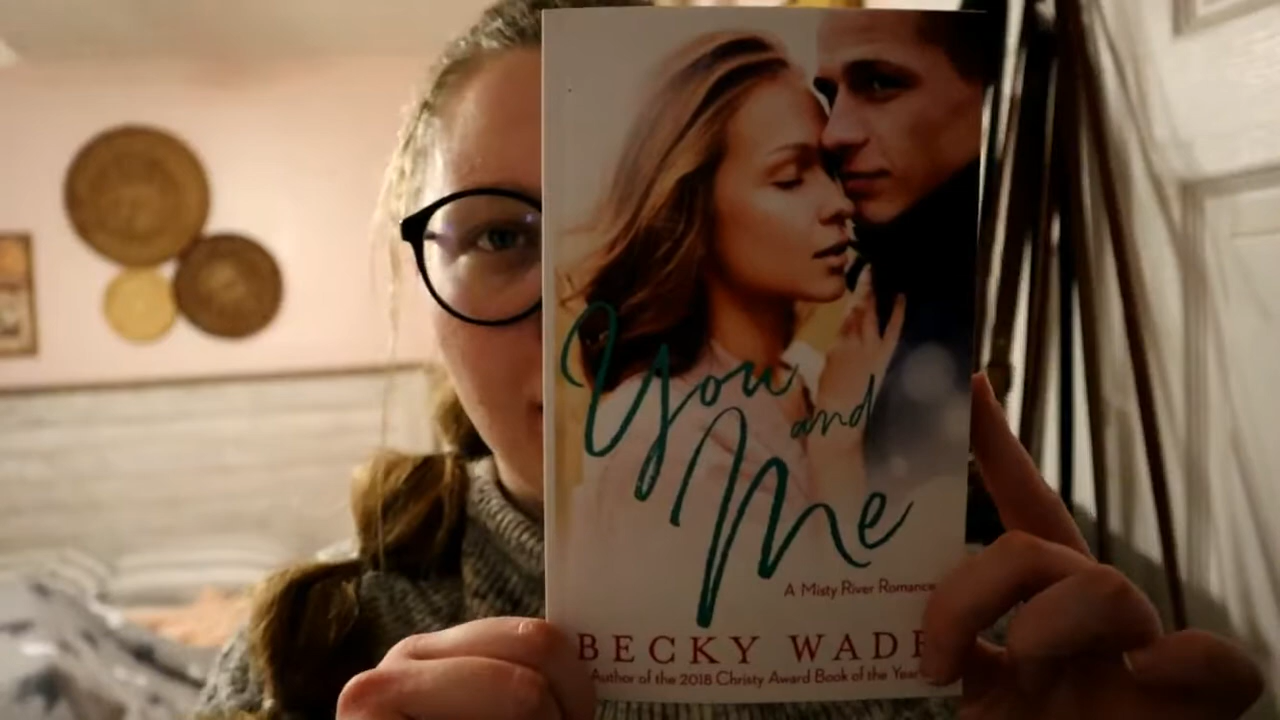 You
and
Me
A Misty River Romance
BECKY WADE
Author of the 2018 Christy Award Book of the Year